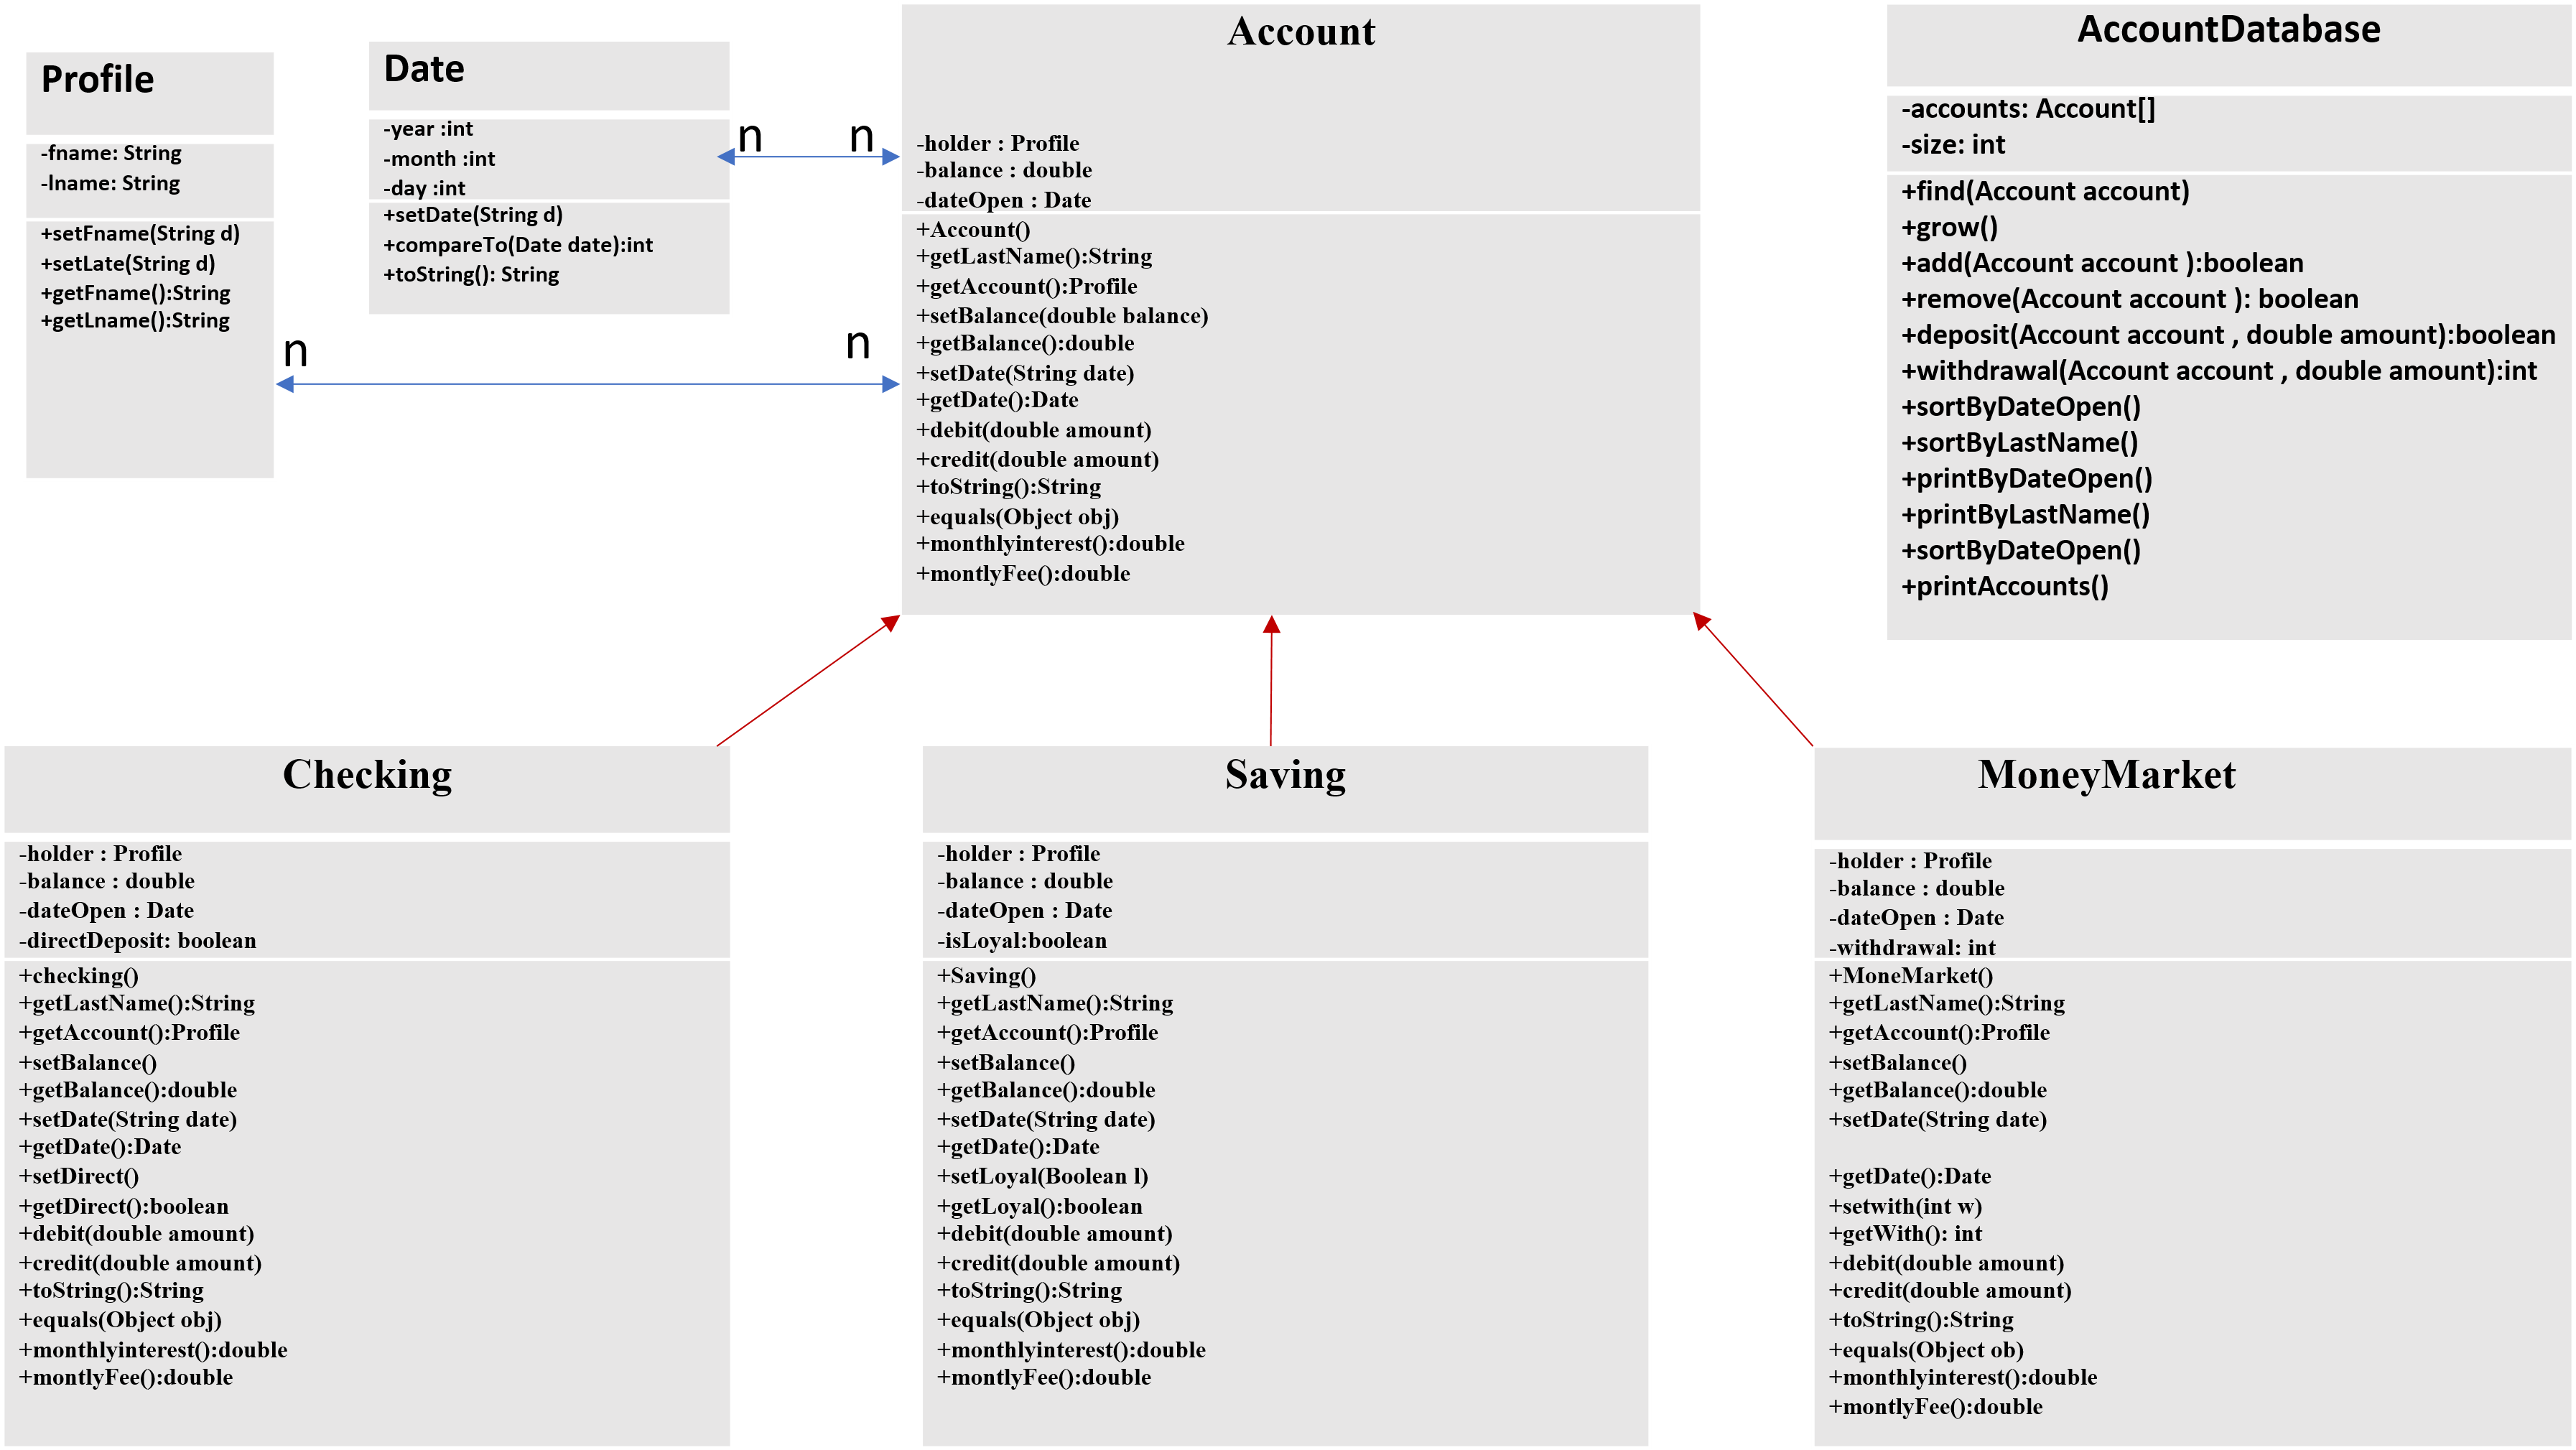 Profile
-fname: String
-lname: String
+setFname(String d)
+setLate(String d)
+getFname():String
+getLname():String
Date
-year :int
-month :int
-day :int
+setDate(String d)
+compareTo(Date date):int
+toString(): String
n
n
n
n
Account
-holder : Profile
-balance : double
-dateOpen : Date
+Account()
+getLastName():String
+getAccount():Profile
+setBalance(double balance)
+getBalance():double
+setDate(String date)
+getDate():Date
+debit(double amount)
+credit(double amount)
+toString():String
+equals(Object obj)
+monthlyinterest():double
+montlyFee():double
AccountDatabase
-accounts: Account[]
-size: int
+find(Account account)
+grow()
+add(Account account ):boolean
+remove(Account account ): boolean
+deposit(Account account , double amount):boolean
+withdrawal(Account account , double amount):int
+sortByDateOpen()
+sortByLastName()
+printByDateOpen()
+printByLastName()
+sortByDateOpen()
+printAccounts()
Checking
-holder : Profile
-balance : double
-dateOpen : Date
-directDeposit: boolean
+checking()
+getLastName():String
+getAccount():Profile
+setBalance()
+getBalance():double
+setDate(String date)
+getDate():Date
+setDirect()
+getDirect():boolean
+debit(double amount)
+credit(double amount)
+toString():String
+equals(Object obj)
+monthlyinterest():double
+montlyFee():double
Saving
-holder : Profile
-balance : double
-dateOpen : Date
-isLoyal:boolean
+Saving()
+getLastName():String
+getAccount():Profile
+setBalance()
+getBalance():double
+setDate(String date)
+getDate():Date
+setLoyal(Boolean l)
+getLoyal():boolean
+debit(double amount)
+credit(double amount)
+toString():String
+equals(Object obj)
+monthlyinterest():double
+montlyFee():double
MoneyMarket
-holder : Profile
-balance : double
-dateOpen : Date
-withdrawal: int
+MoneMarket()
+getLastName():String
+getAccount():Profile
+setBalance()
+getBalance():double
+setDate(String date)
+getDate():Date
+setwith(int w)
+getWith(): int
+debit(double amount)
+credit(double amount)
+toString():String
+equals(Object ob)
+monthlyinterest():double
+montlyFee():double